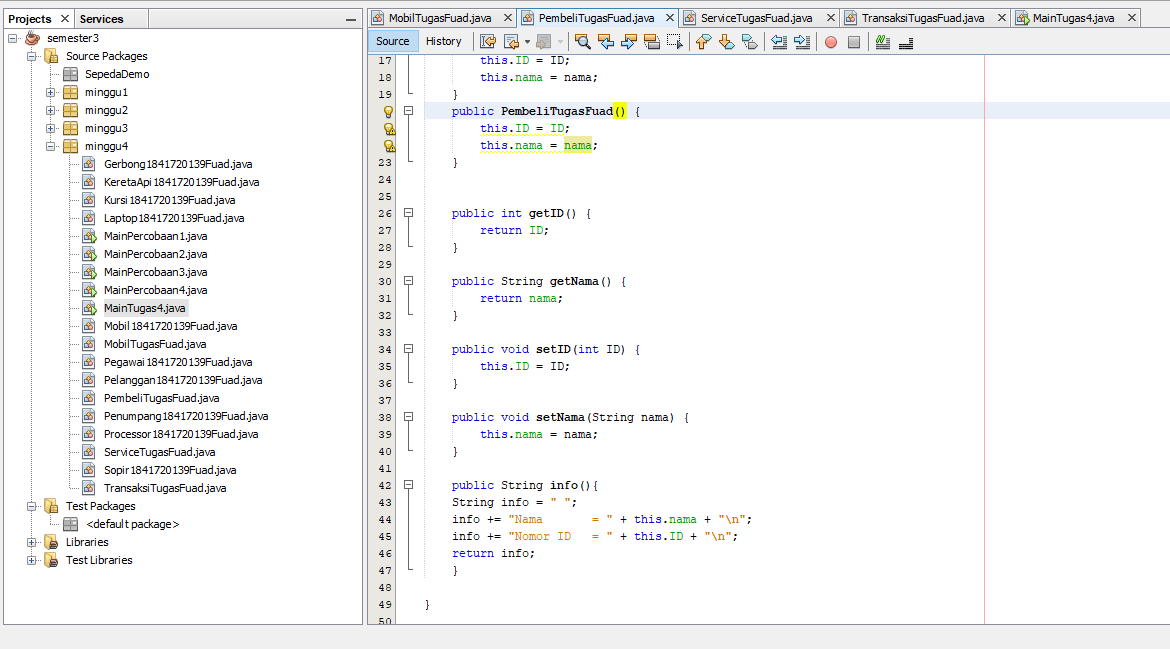 Projects Services
semester3
Source Packages
SepedaDemo
minggu1
minggu2
minggu3
minggu4
Gerbong1841720139Fuad.java
KeretaApi1841720139Fuad.java
Kursi1841720139Fuad.java
Laptop1841720139Fuad.java
MainPercobaan1.java
MainPercobaan2.java
MainPercobaan3.java
MainPercobaan4.java
MainTugas4.java
Mobil1841720139Fuad.java
MobilTugasFuad.java
Pegawai1841720139Fuad.java
Pelanggan1841720139Fuad.java
PembeliTugasFuad.java
Penumpang1841720139Fuad.java
Processor1841720139Fuad.java
ServiceTugasFuad.java
Sopir1841720139Fuad.java
TransaksiTugasFuad.java
Test Packages
<default package>
Libraries
Test Libraries
MobilTugasFuad.java PembeliTugasFuad.java ServiceTugasFuad.java TransaksiTugasFuad.java MainTugas4.java
Source History
17 this.ID = ID;
18 this.nama = nama;
19 }
public PembeliTugasFuad() {
this.ID = ID;
this.nama = nama;
23 }
24
25
26 public int getID() {
27 return ID;
28 }
29
30 public String getNama() {
31 return nama;
32 }
33
34 public void setID(int ID) {
35 this.ID = ID;
36 }
37
38 public void setNama(String nama) {
39 this.nama = nama;
40 }
41
42 public String info(){
43 String info = " ";
44 info += "Nama       = " + this.nama + "\n";
45 info += "Nomor ID   = " + this.ID + "\n";
46 return info;
47 }
48
49 }
50